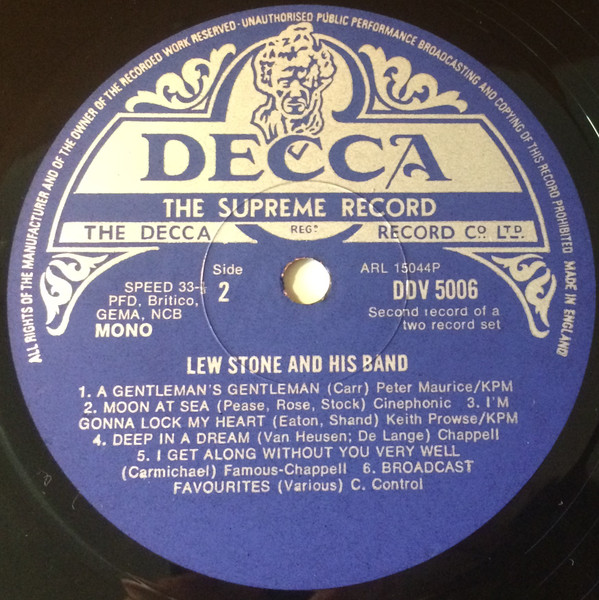 ALL RIGHTS OF THE MANUFACTURER AND OF THE OWNER OF THE RECORDED WORK RESERVED · UNAUTHORISED PUBLIC PERFORMANCE BROADCASTING AND COPYING OF THIS RECORD PROHIBITED MADE IN ENGLAND
DECCA
THE SUPREME RECORD
THE DECCA REGD RECORD CO. LTD.
SPEED 33-⅓
PFD, Britico,
GEMA, NCB
MONO
Side
2
ARL 15044P
DDV 5006
Second record of a
two record set
LEW STONE AND HIS BAND
1. A GENTLEMAN'S GENTLEMAN (Carr) Peter Maurice/KPM
2. MOON AT SEA (Pease, Rose, Stock) Cinephonic 3. I'M
GONNA LOCK MY HEART (Eaton, Shand) Keith Prowse/KPM
4. DEEP IN A DREAM (Van Heusen; De Lange) Chappell
5. I GET ALONG WITHOUT YOU VERY WELL
(Carmichael) Famous-Chappell 6. BROADCAST
FAVOURITES (Various) C. Control